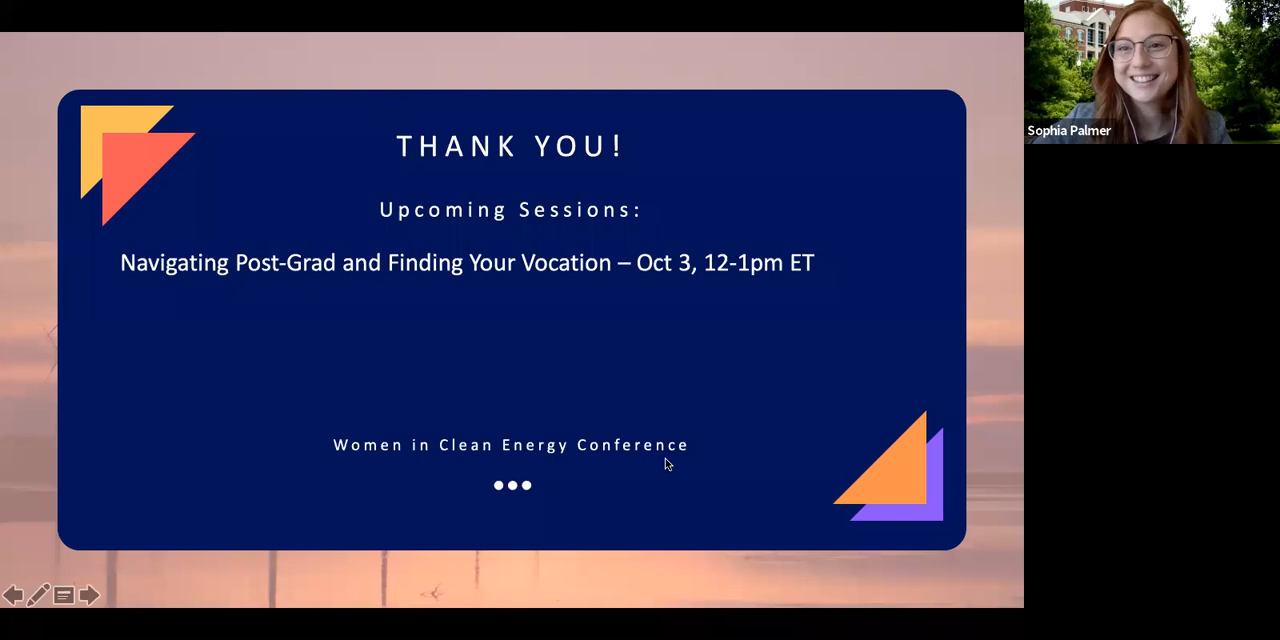 THANK YOU!
Upcoming Sessions:
Navigating Post-Grad and Finding Your Vocation – Oct 3, 12-1pm ET
Women in Clean Energy Conference
Sophia Palmer